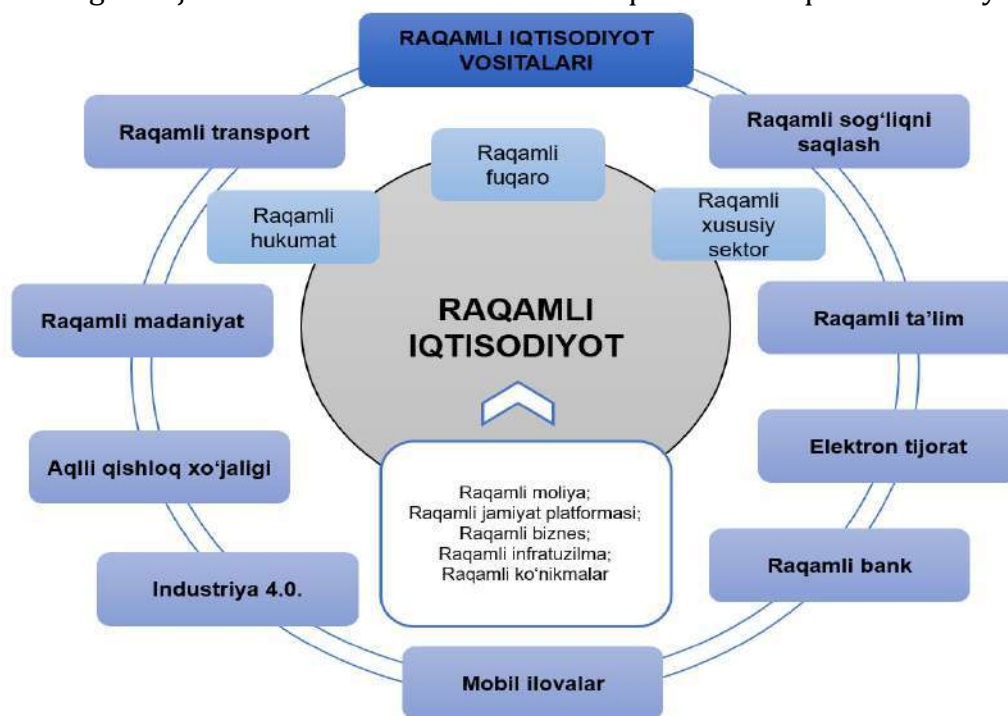 RAQAMLI IQTISODIYOT
VOSITALARI
Raqamli transport
Raqamli sog‘liqni
saqlash
Raqamli
fuqaro
Raqamli
hukumat
Raqamli
xususiy
sektor
Raqamli madaniyat
RAQAMLI
IQTISODIYOT
Raqamli ta’lim
Aqlli qishloq xo‘jaligi
Elektron tijorat
Raqamli moliya;
Raqamli jamiyat platformasi;
Raqamli biznes;
Raqamli infratuzilma;
Raqamli ko‘nikmalar
Industriya 4.0.
Raqamli bank
Mobil ilovalar